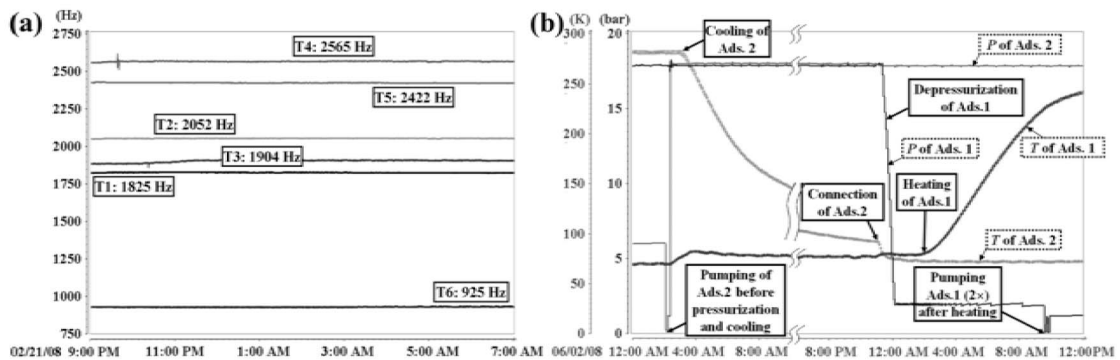 (a)
(Hz)
2750
2500
2250
2000
1750
1500
1250
1000
750
T4: 2565 Hz
T5: 2422 Hz
T2: 2052 Hz
T3: 1904 Hz
T1: 1825 Hz
T6: 925 Hz
02/21/08 9:00 PM 11:00 PM 1:00 AM 3:00 AM 5:00 AM 7:00 AM
(b)
(K) (bar)
300 20
250
15
200
150 10
100
5
50
0 0
Cooling of
Ads. 2
P of Ads. 2
Depressurization
of Ads.1
P of Ads. 1
T of Ads. 1
Connection
of Ads.2
Heating
of Ads.1
T of Ads. 2
Pumping of
Ads.2 before
pressurization
and cooling
Pumping
Ads.1 (2×)
after heating
06/02/08 12:00 AM 4:00 AM 8:00 AM 8:00 PM 12:00 AM 4:00 AM 8:00 AM 12:00PM